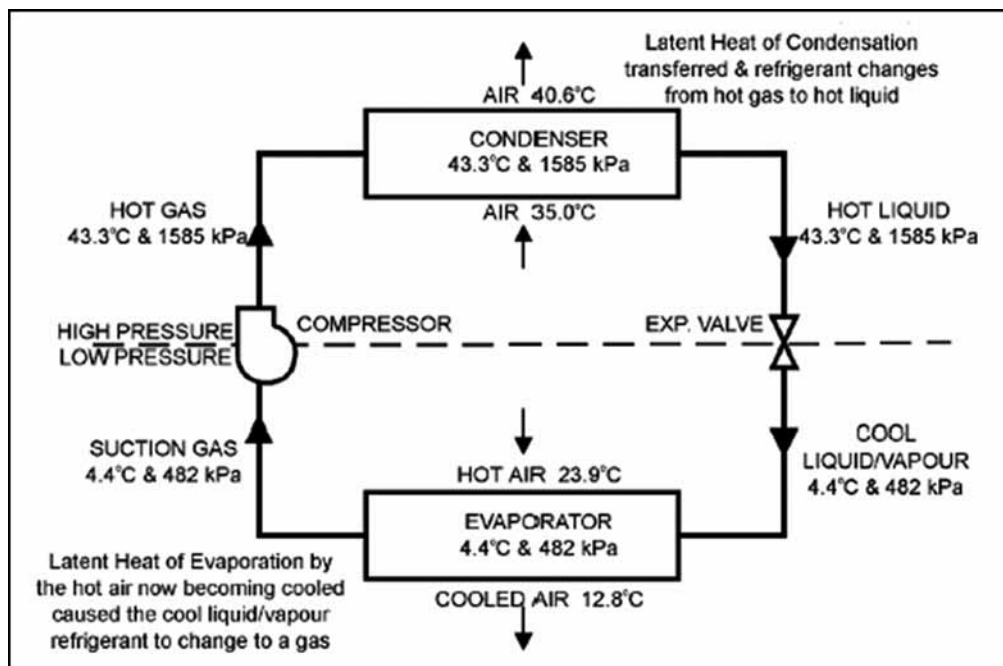 Latent Heat of Condensation
transferred & refrigerant changes
from hot gas to hot liquid
AIR 40.6°C
CONDENSER
43.3°C & 1585 kPa
AIR 35.0°C
HOT GAS
43.3°C & 1585 kPa
HOT LIQUID
43.3°C & 1585 kPa
HIGH PRESSURE
LOW PRESSURE
COMPRESSOR
EXP. VALVE
SUCTION GAS
4.4°C & 482 kPa
COOL
LIQUID/VAPOUR
4.4°C & 482 kPa
HOT AIR 23.9°C
EVAPORATOR
4.4°C & 482 kPa
COOLED AIR 12.8°C
Latent Heat of Evaporation by
the hot air now becoming cooled
caused the cool liquid/vapour
refrigerant to change to a gas